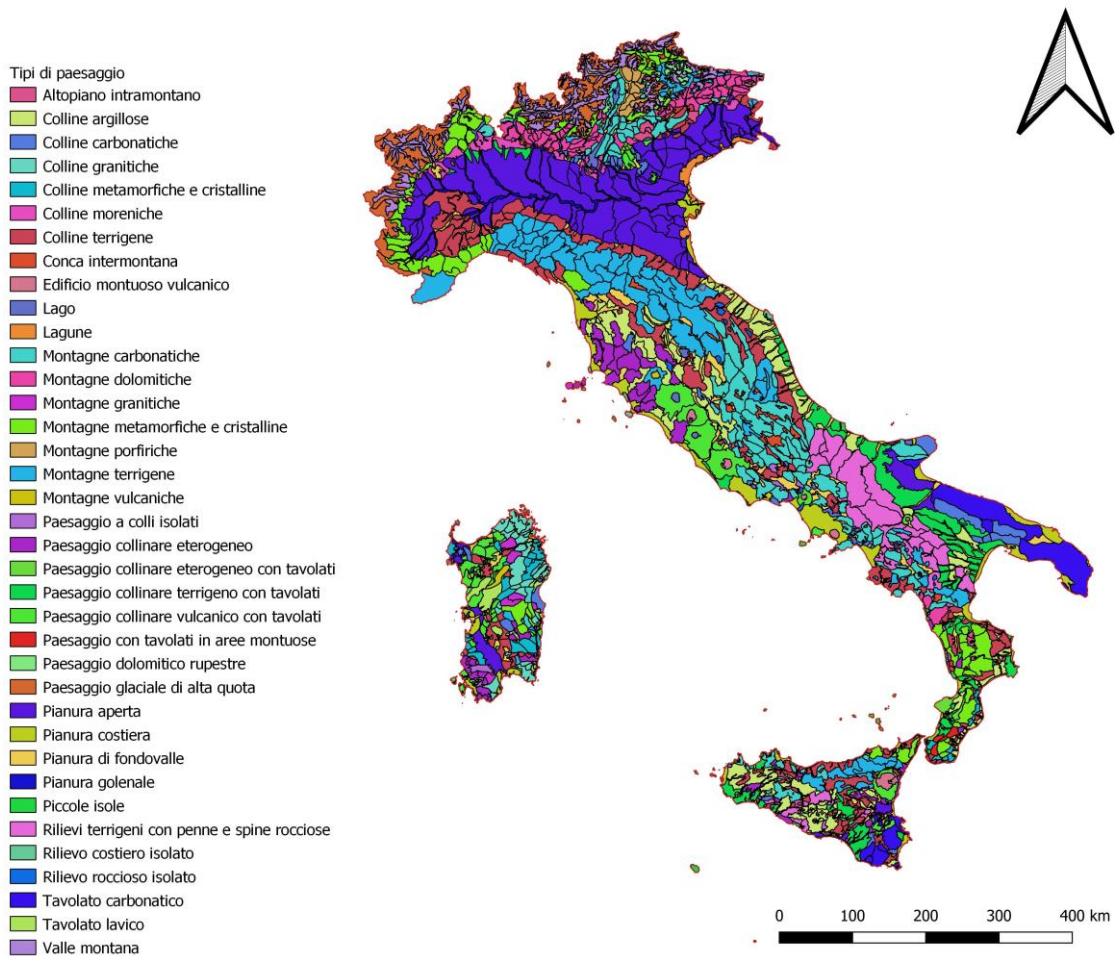 Tipi di paesaggio
Altopiano intramontano
Colline argillose
Colline carbonatiche
Colline granitiche
Colline metamorfiche e cristalline
Colline moreniche
Colline terrigene
Conca intermontana
Edificio montuoso vulcanico
Lago
Lagune
Montagne carbonatiche
Montagne dolomitiche
Montagne granitiche
Montagne metamorfiche e cristalline
Montagne porfiriche
Montagne terrigene
Montagne vulcaniche
Paesaggio a colli isolati
Paesaggio collinare eterogeneo
Paesaggio collinare eterogeneo con tavolati
Paesaggio collinare terrigeno con tavolati
Paesaggio collinare vulcanico con tavolati
Paesaggio con tavolati in aree montuose
Paesaggio dolomitico rupestre
Paesaggio glaciale di alta quota
Pianura aperta
Pianura costiera
Pianura di fondovalle
Pianura golenale
Piccole isole
Rilievi terrigeni con penne e spine rocciose
Rilievo costiero isolato
Rilievo roccioso isolato
Tavolato carbonatico
Tavolato lavico
Valle montana
0 100 200 300 400 km